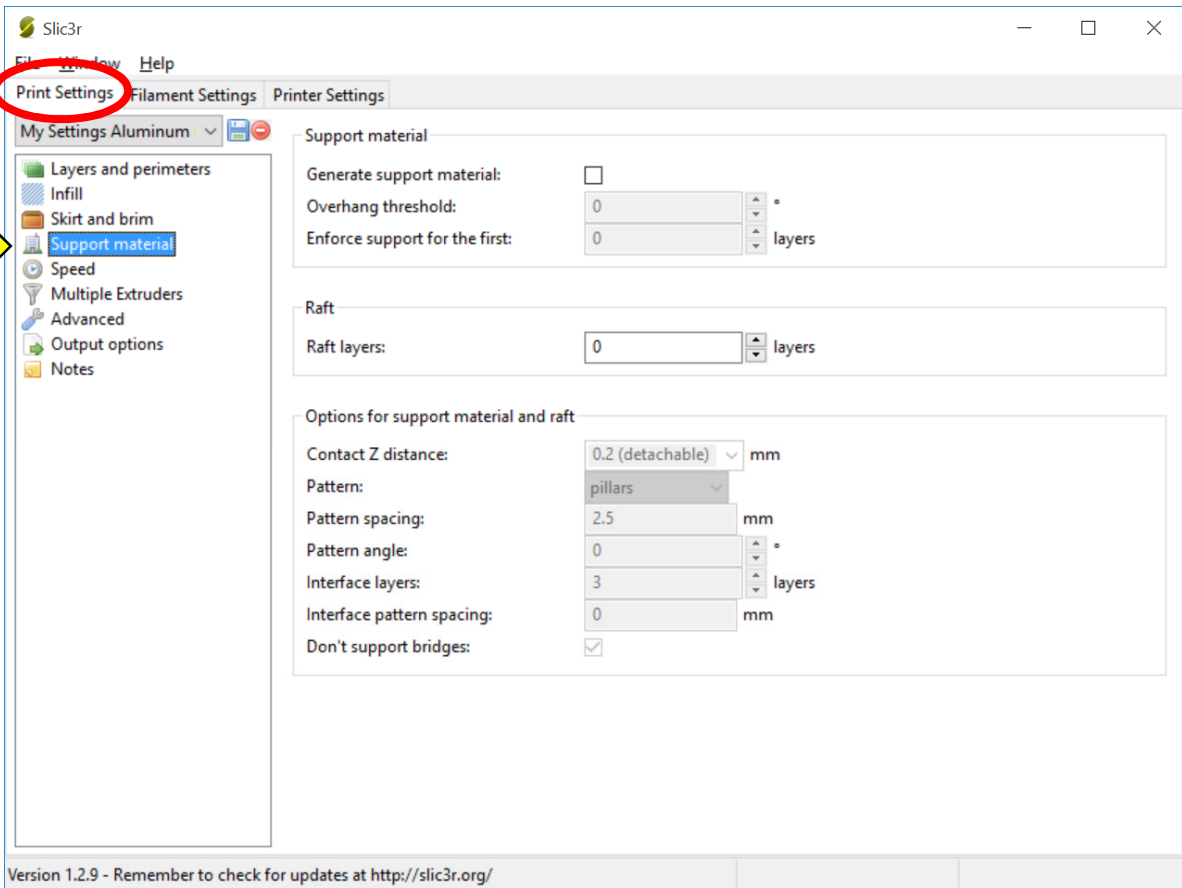 Slic3r
File Window Help
Print Settings Filament Settings Printer Settings
My Settings Aluminum
Layers and perimeters
Infill
Skirt and brim
Support material
Speed
Multiple Extruders
Advanced
Output options
Notes
Support material
Generate support material:
Overhang threshold: 0 °
Enforce support for the first: 0 layers
Raft
Raft layers: 0 layers
Options for support material and raft
Contact Z distance: 0.2 (detachable) mm
Pattern: pillars
Pattern spacing: 2.5 mm
Pattern angle: 0 °
Interface layers: 3 layers
Interface pattern spacing: 0 mm
Don't support bridges:
Version 1.2.9 - Remember to check for updates at http://slic3r.org/